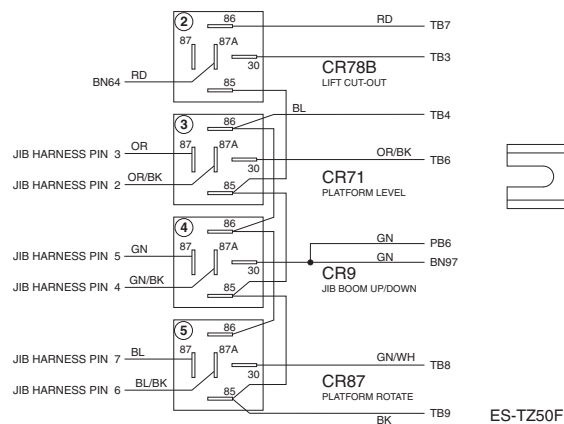 2 86 RD TB7
87 87A TB3
30 CR78B
BN64 RD 85 LIFT CUT-OUT
3 86 BL TB4
87 87A
JIB HARNESS PIN 3 OR OR/BK TB6
30 CR71
JIB HARNESS PIN 2 OR/BK 85 PLATFORM LEVEL
4 86
87 87A GN PB6
JIB HARNESS PIN 5 GN GN BN97
30 CR9
JIB HARNESS PIN 4 GN/BK 85 JIB BOOM UP/DOWN
5 86
87 87A
JIB HARNESS PIN 7 BL GN/WH TB8
30 CR87
JIB HARNESS PIN 6 BL/BK 85 PLATFORM ROTATE
BK TB9
ES-TZ50F